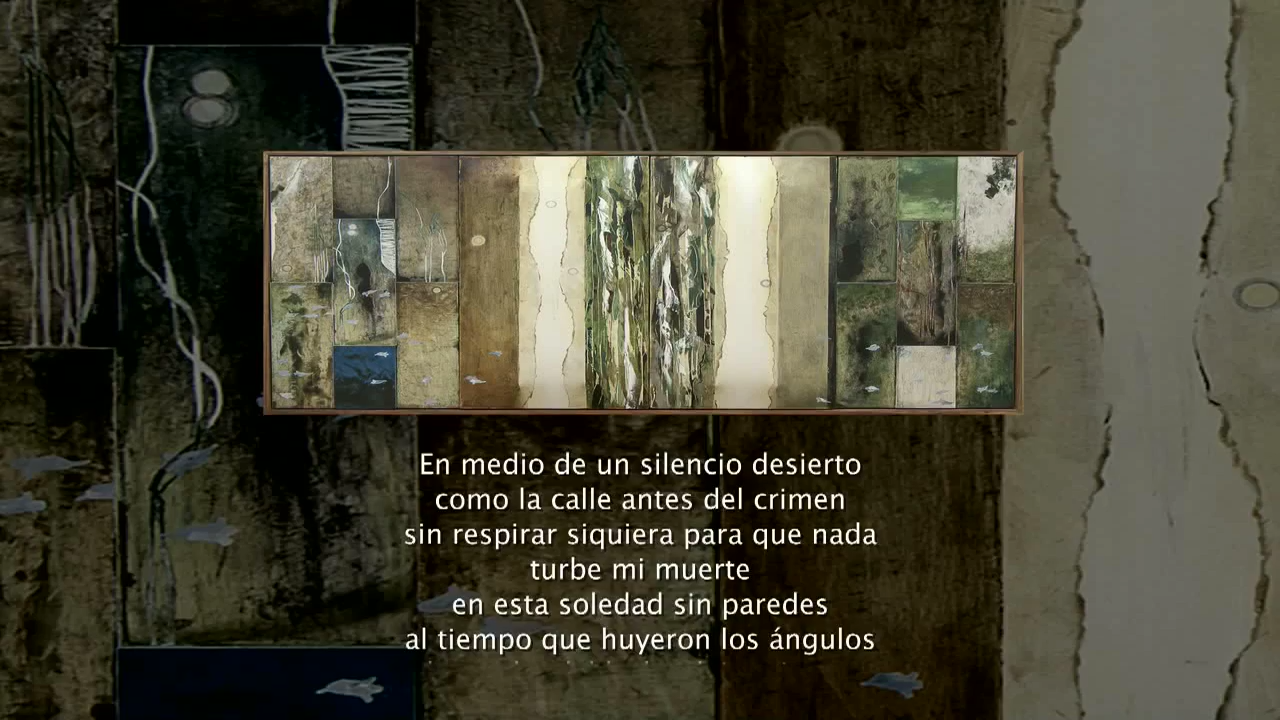 En medio de un silencio desierto
como la calle antes del crimen
sin respirar siquiera para que nada
turbe mi muerte
en esta soledad sin paredes
al tiempo que huyeron los ángulos